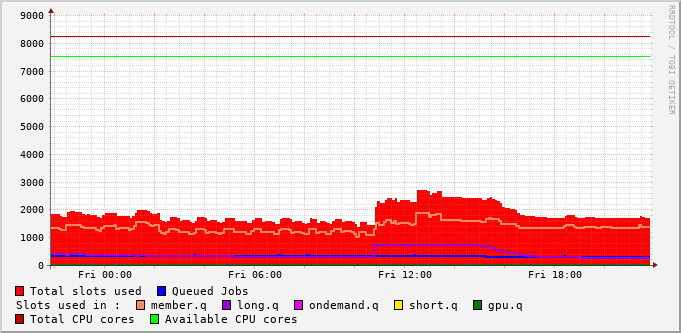 9000
8000
7000
6000
5000
4000
3000
2000
1000
0
Fri 00:00 Fri 06:00 Fri 12:00 Fri 18:00
Total slots used Queued Jobs
Slots used in : member.q long.q ondemand.q short.q gpu.q
Total CPU cores Available CPU cores
RRDTOOL / TOBI OETIKER